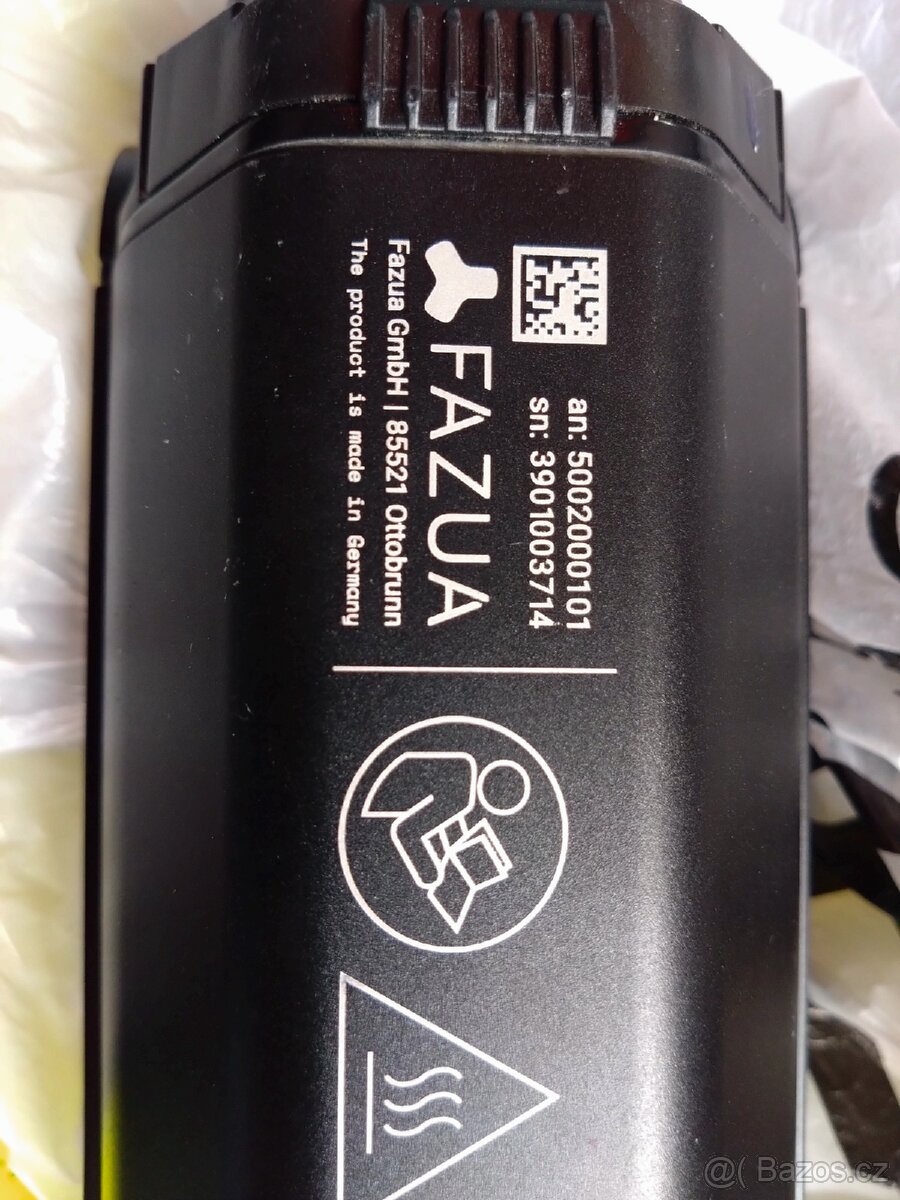 an: 5002000101
sn: 3901003714
FAZUA
Fazua GmbH | 85521 Ottobrunn
The product is made in Germany
@( Bazos.cz